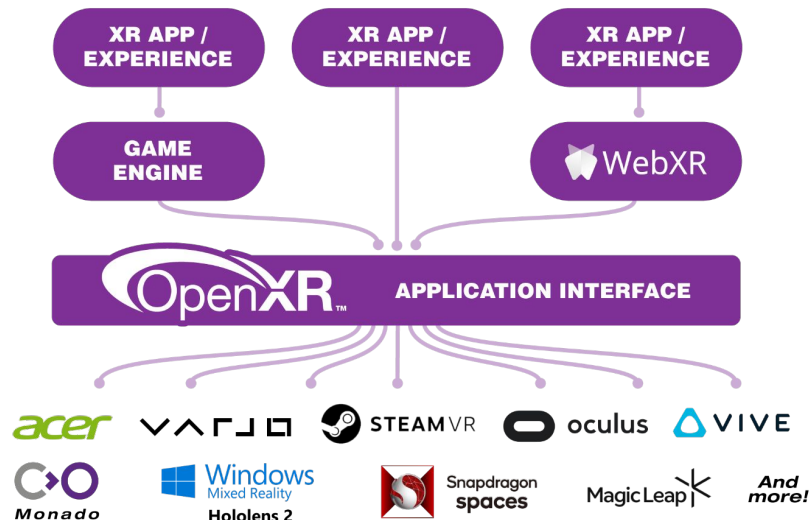 XR APP /
EXPERIENCE
XR APP /
EXPERIENCE
XR APP /
EXPERIENCE
GAME
ENGINE
WebXR
OpenXR™ APPLICATION INTERFACE
acer VARJO STEAMVR oculus VIVE
Monado
Windows
Mixed Reality
Hololens 2
Snapdragon
spaces
Magic Leap
And
more!